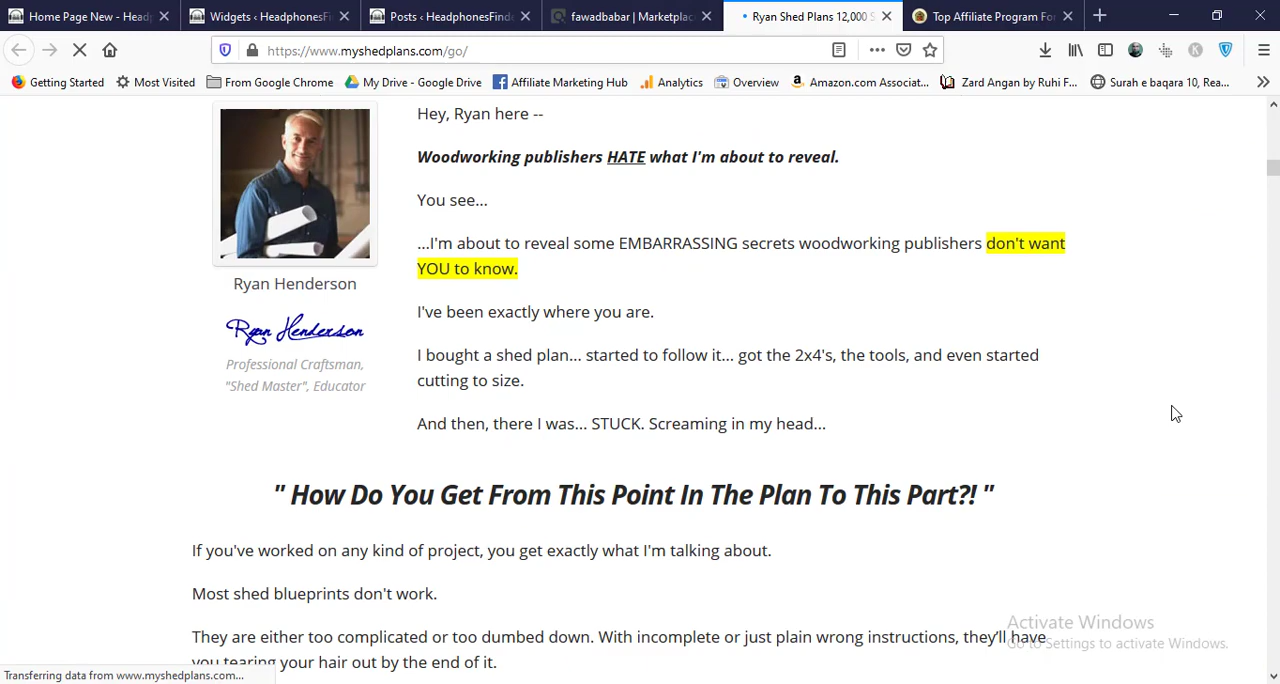 Home Page New - Headp
Widgets ‹ HeadphonesFi
Posts ‹ HeadphonesFind
fawadbabar | Marketplac
Ryan Shed Plans 12,000 S
Top Affiliate Program For
https://www.myshedplans.com/go/
Getting Started
Most Visited
From Google Chrome
My Drive - Google Drive
Affiliate Marketing Hub
Analytics
Overview
Amazon.com Associat...
Zard Angan by Ruhi F...
Surah e baqara 10, Rea...
Hey, Ryan here --
Woodworking publishers HATE what I'm about to reveal.
You see...
...I'm about to reveal some EMBARRASSING secrets woodworking publishers don't want
YOU to know.
Ryan Henderson
Ryan Henderson
Professional Craftsman,
"Shed Master", Educator
I've been exactly where you are.
I bought a shed plan... started to follow it... got the 2x4's, the tools, and even started
cutting to size.
And then, there I was... STUCK. Screaming in my head...
" How Do You Get From This Point In The Plan To This Part?! "
If you've worked on any kind of project, you get exactly what I'm talking about.
Most shed blueprints don't work.
They are either too complicated or too dumbed down. With incomplete or just plain wrong instructions, they'll have
you tearing your hair out by the end of it.
Activate Windows
Go to Settings to activate Windows.
Transferring data from www.myshedplans.com...